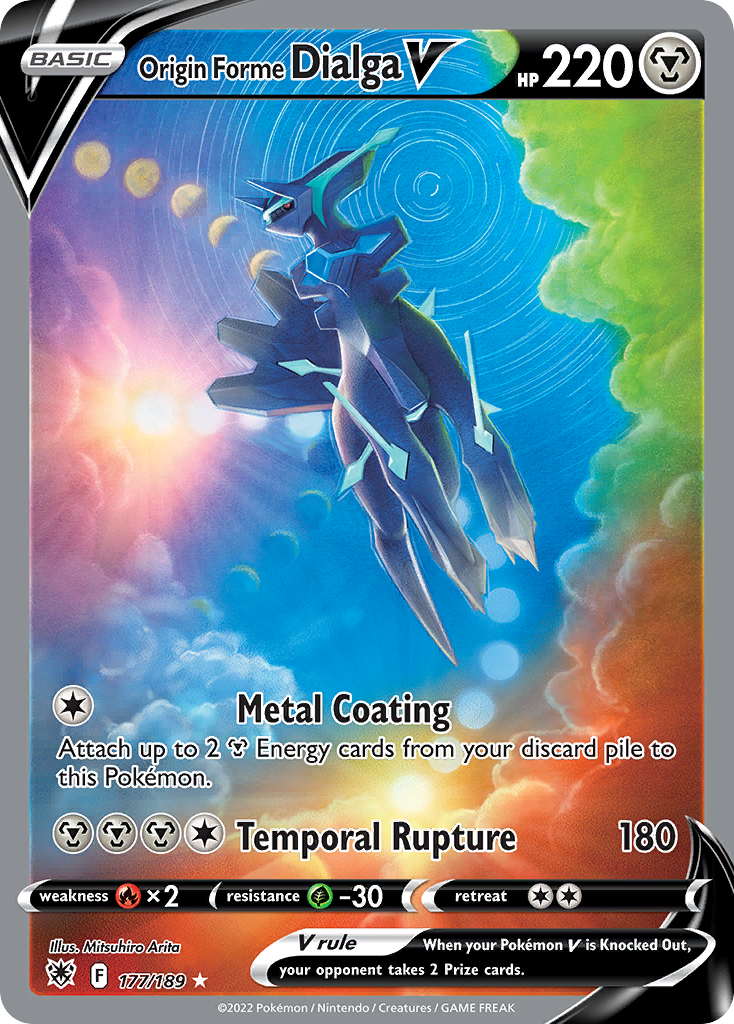 BASIC
Origin Forme Dialga V
HP 220
Metal Coating
Attach up to 2 Energy cards from your discard pile to
this Pokémon.
Temporal Rupture 180
weakness ×2 resistance -30 retreat
Illus. Mitsuhiro Arita
V rule When your Pokémon V is Knocked Out,
your opponent takes 2 Prize cards.
F 177/189
©2022 Pokémon / Nintendo / Creatures / GAME FREAK